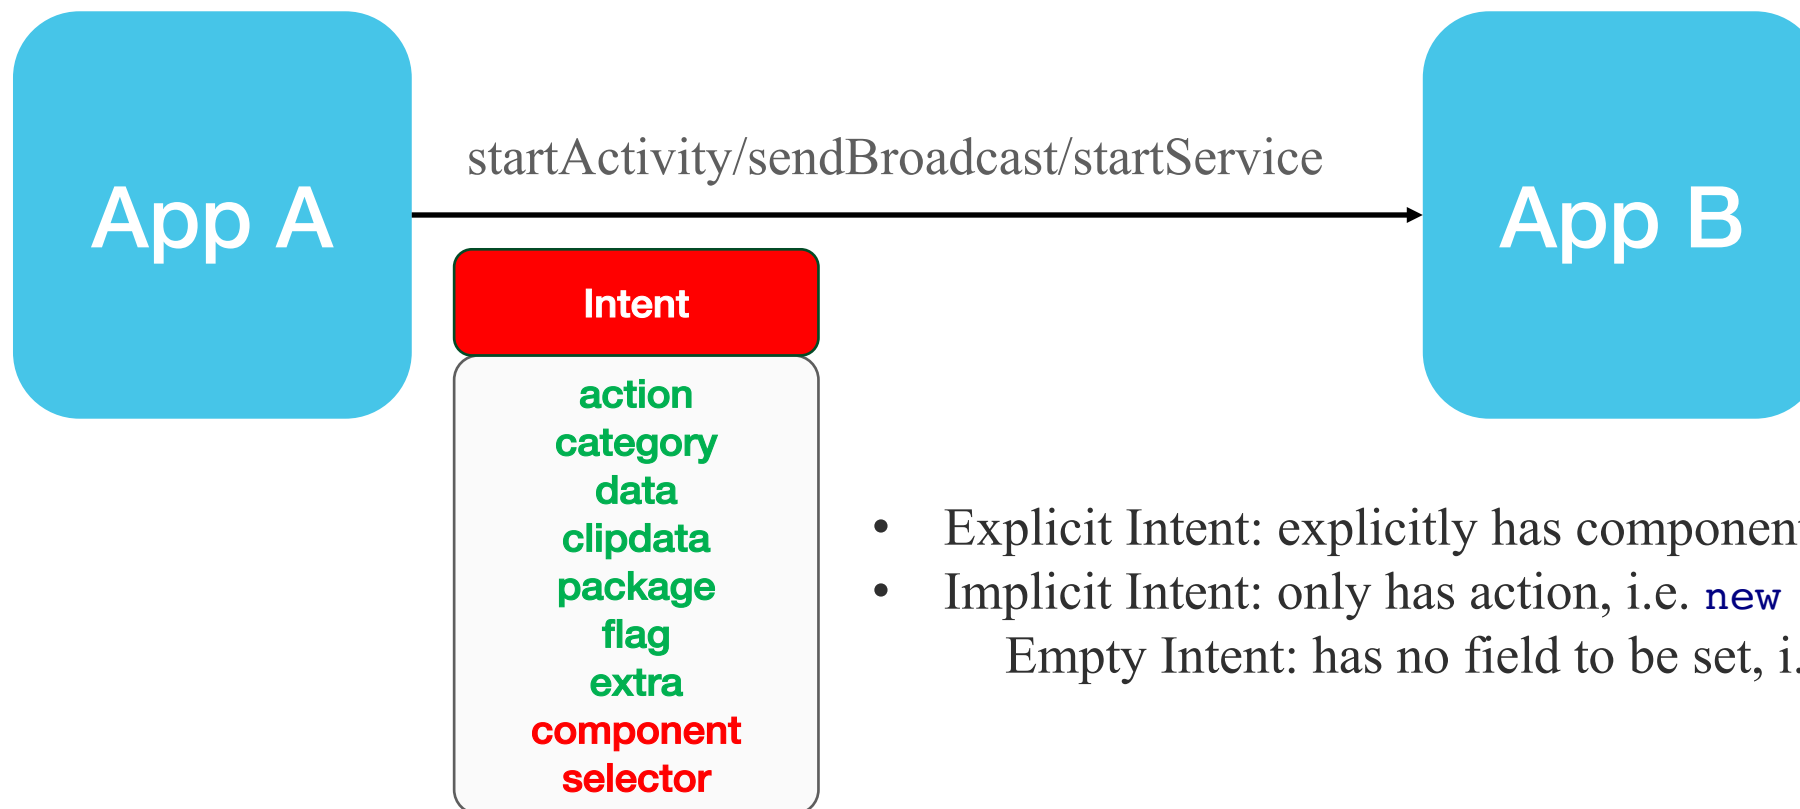 App A
startActivity/sendBroadcast/startService
App B
Intent
action
category
data
clipdata
package
flag
extra
component
selector
• Explicit Intent: explicitly has component
• Implicit Intent: only has action, i.e. new
Empty Intent: has no field to be set, i.